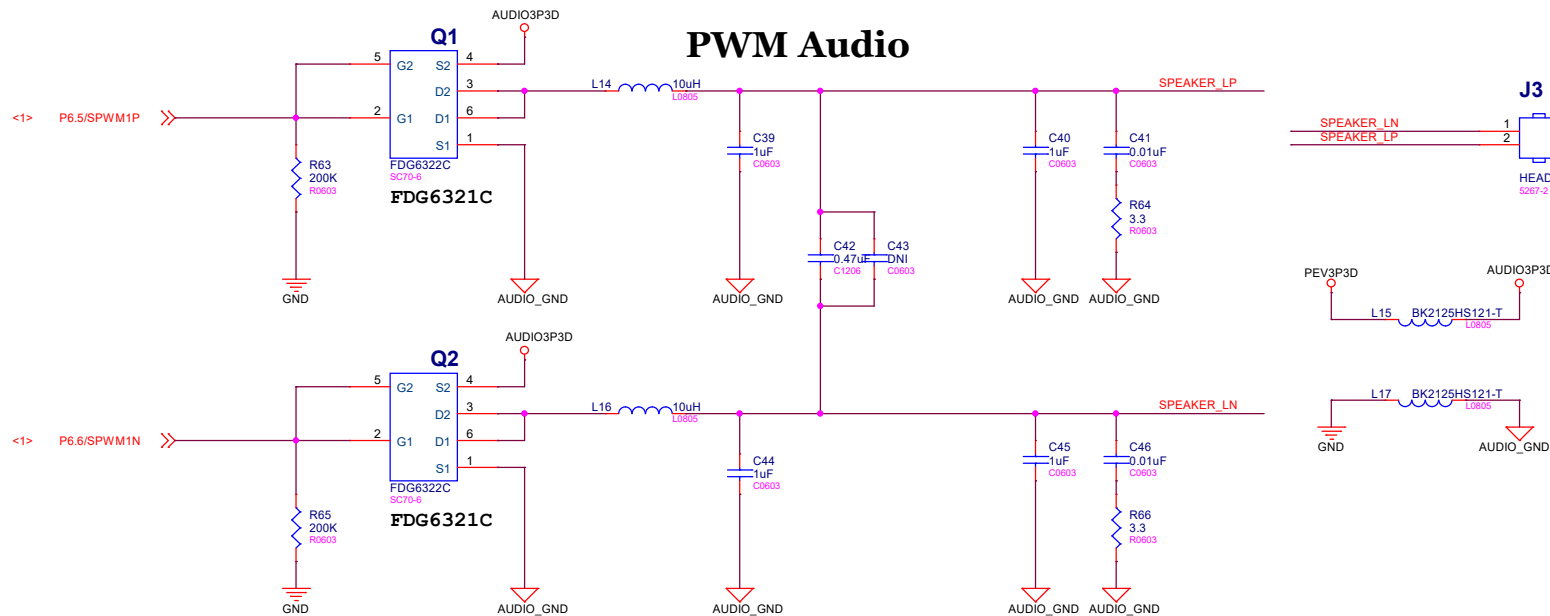 PWM Audio
AUDIO3P3D
Q1
5 G2 S2 4
D2 3
2 G1 D1 6
S1 1
FDG6322C
SC70-6
FDG6321C
<1> P6.5/SPWM1P
R63
200K
R0603
GND
AUDIO_GND
L14 10uH
L0805
C39
1uF
C0603
AUDIO_GND
C40
1uF
C0603
AUDIO_GND
C41
0.01uF
C0603
R64
3.3
R0603
AUDIO_GND
SPEAKER_LP
C42
0.47uF
C1206
C43
DNI
C0603
J3
SPEAKER_LN 1
SPEAKER_LP 2
HEAD
5267-2
PEV3P3D
AUDIO3P3D
L15 BK2125HS121-T
L0805
AUDIO3P3D
Q2
5 G2 S2 4
D2 3
2 G1 D1 6
S1 1
FDG6322C
SC70-6
FDG6321C
<1> P6.6/SPWM1N
R65
200K
R0603
GND
AUDIO_GND
L16 10uH
L0805
C44
1uF
C0603
AUDIO_GND
C45
1uF
C0603
AUDIO_GND
C46
0.01uF
C0603
R66
3.3
R0603
AUDIO_GND
SPEAKER_LN
L17 BK2125HS121-T
L0805
GND
AUDIO_GND